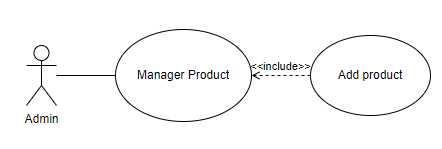 Manager Product
<<include>>
Add product
Admin